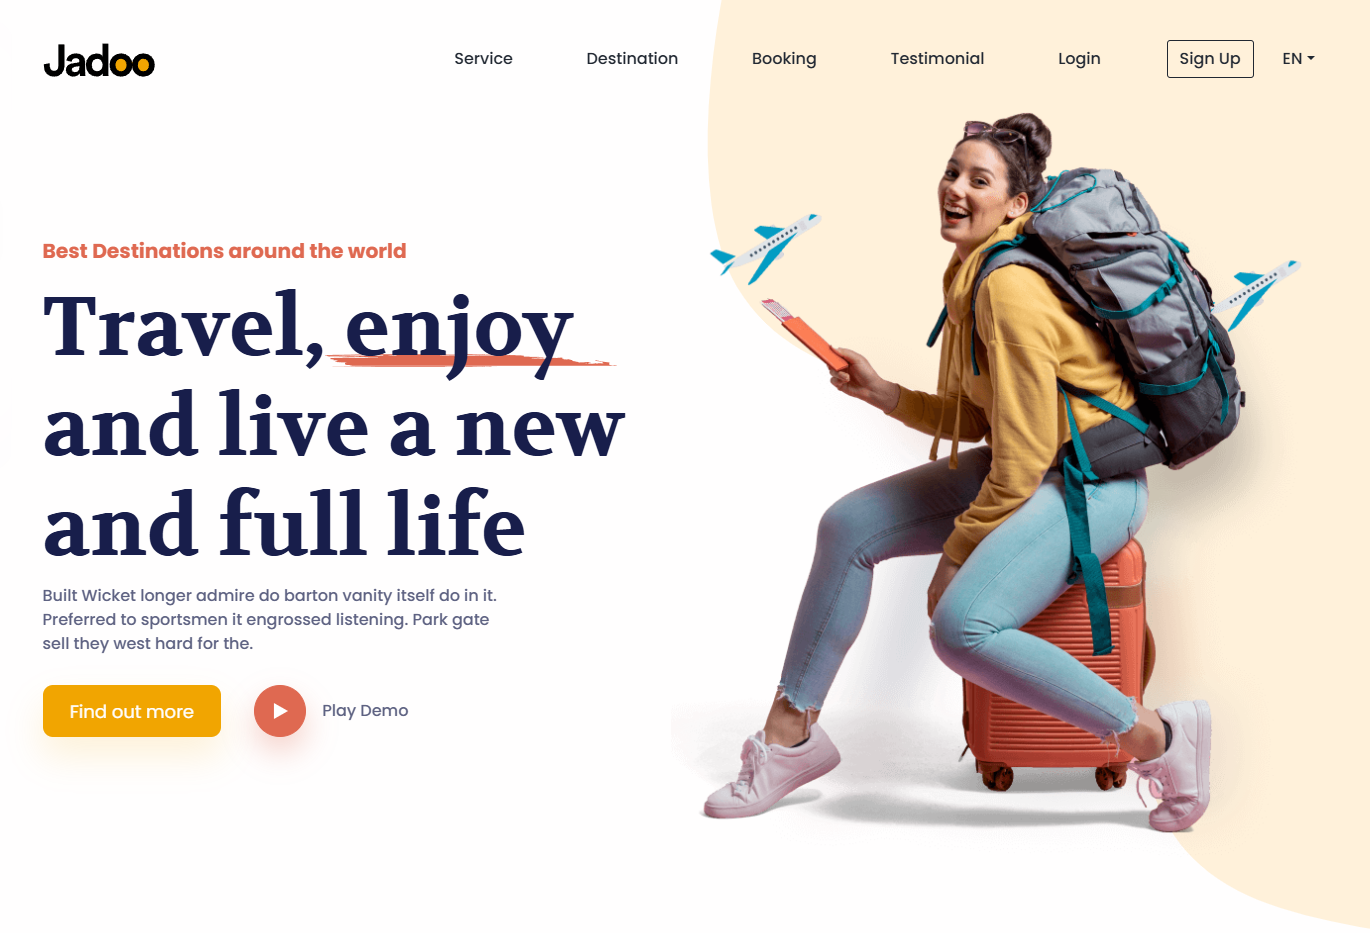 Jadoo
Service Destination Booking Testimonial Login Sign Up EN
Best Destinations around the world
Travel, enjoy
and live a new
and full life
Built Wicket longer admire do barton vanity itself do in it.
Preferred to sportsmen it engrossed listening. Park gate
sell they west hard for the.
Find out more Play Demo